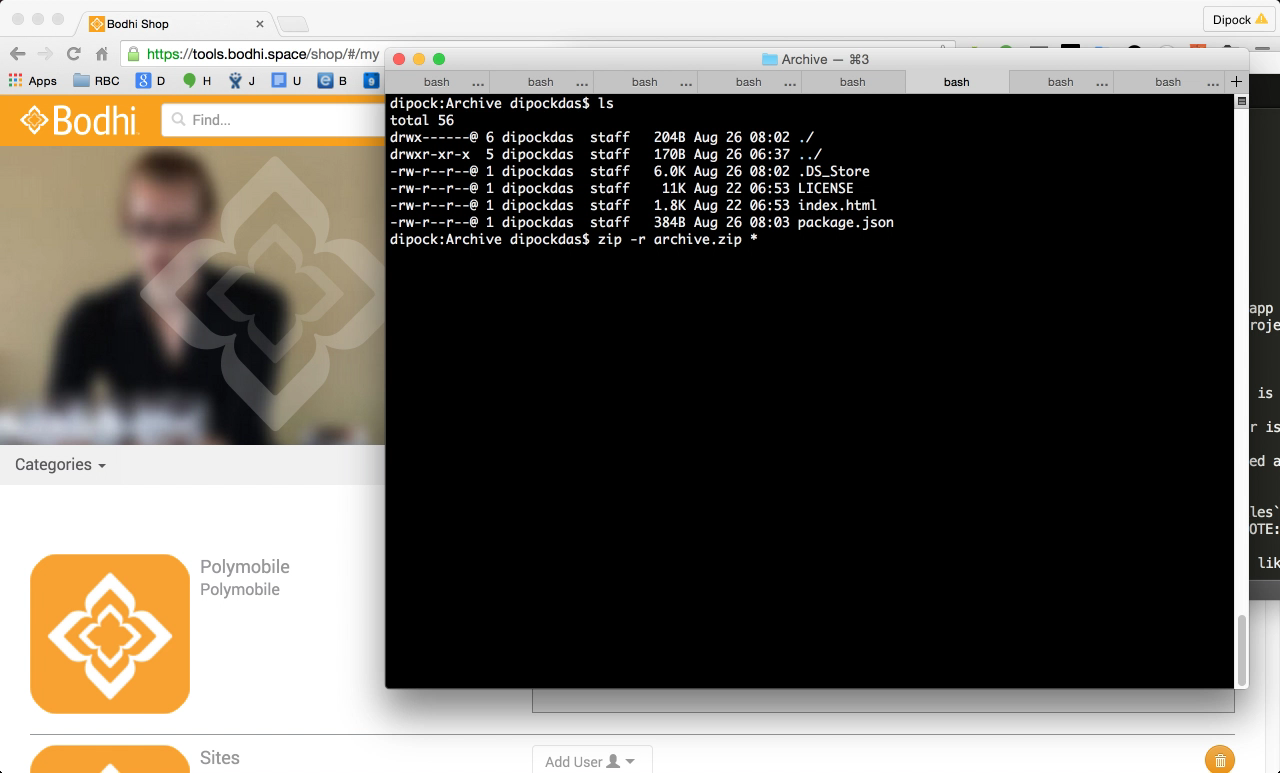 Bodhi Shop
Dipock
https://tools.bodhi.space/shop/#/my
Apps RBC D H J U B
Archive — ⌘3
bash ... bash ... bash ... bash ... bash bash bash ... bash ... +
Bodhi
Find...
dipock:Archive dipockdas$ ls
total 56
drwx------@ 6 dipockdas staff 204B Aug 26 08:02 ./
drwxr-xr-x 5 dipockdas staff 170B Aug 26 06:37 ../
-rw-r--r--@ 1 dipockdas staff 6.0K Aug 26 08:02 .DS_Store
-rw-r--r--@ 1 dipockdas staff 11K Aug 22 06:53 LICENSE
-rw-r--r--@ 1 dipockdas staff 1.8K Aug 22 06:53 index.html
-rw-r--r--@ 1 dipockdas staff 384B Aug 26 08:03 package.json
dipock:Archive dipockdas$ zip -r archive.zip *
app
roje
is
r is
ed a
les`
OTE:
lik
Categories
Polymobile
Polymobile
Sites
Add User